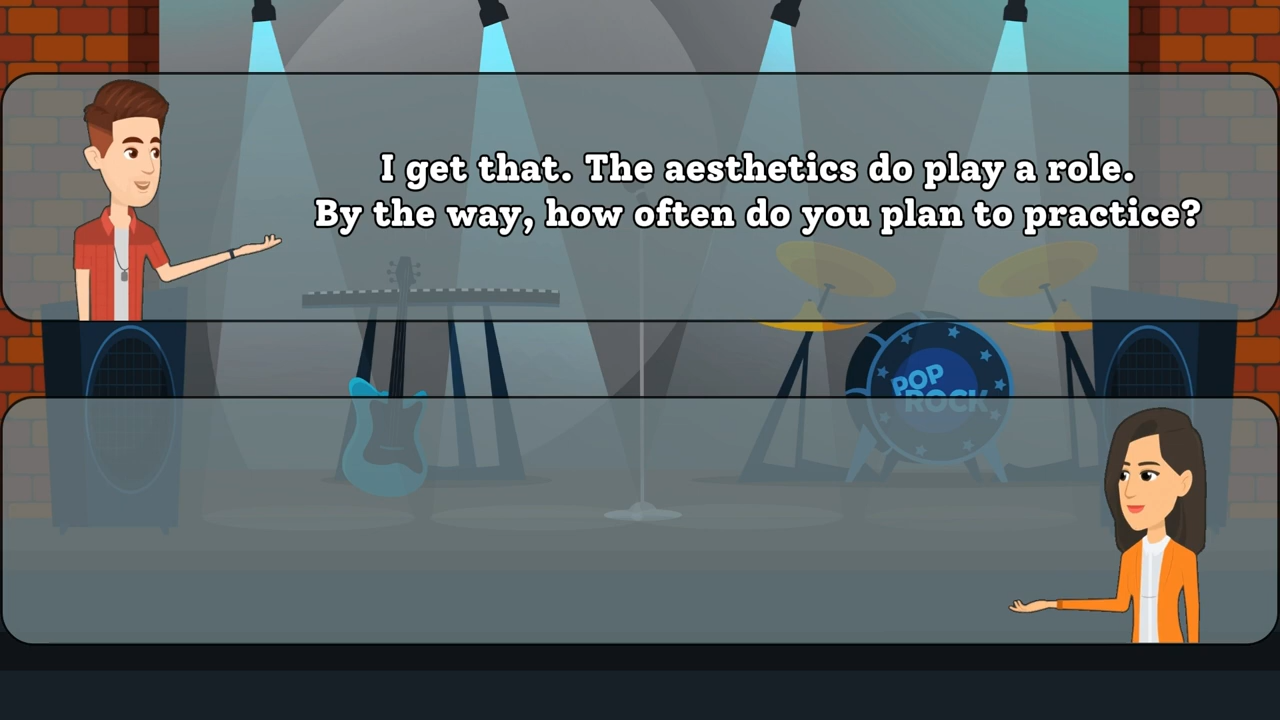 I get that. The aesthetics do play a role.
By the way, how often do you plan to practice?
POP
ROCK